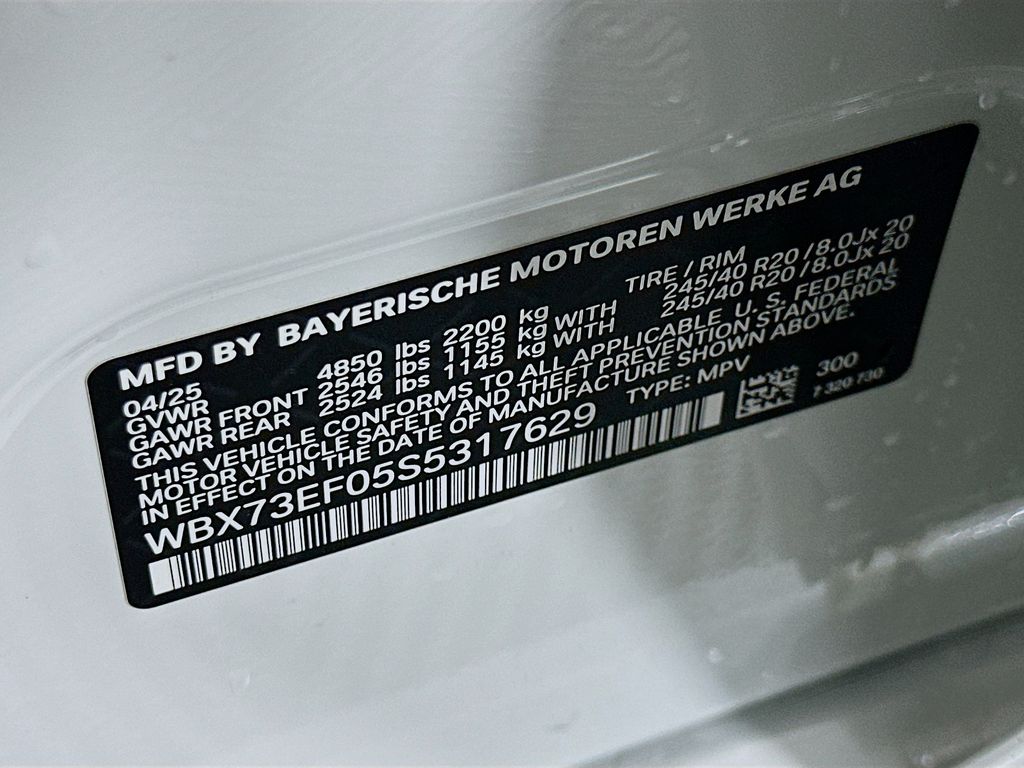 MFD BY BAYERISCHE MOTOREN WERKE AG
04/25 TIRE / RIM
GVWR 4850 lbs 2200 kg
GAWR FRONT 2546 lbs 1155 kg WITH 245/40 R20 / 8.0Jx 20
GAWR REAR 2524 lbs 1145 kg WITH 245/40 R20 / 8.0Jx 20
THIS VEHICLE CONFORMS TO ALL APPLICABLE U. S. FEDERAL
MOTOR VEHICLE SAFETY AND THEFT PREVENTION STANDARDS
IN EFFECT ON THE DATE OF MANUFACTURE SHOWN ABOVE.
WBX73EF05S5317629 TYPE: MPV
300
7 320 730